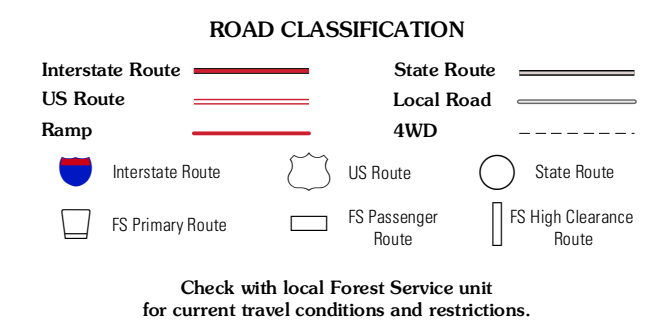 ROAD CLASSIFICATION
Interstate Route
State Route
US Route
Local Road
Ramp
4WD
Interstate Route
US Route
State Route
FS Primary Route
FS Passenger
Route
FS High Clearance
Route
Check with local Forest Service unit
for current travel conditions and restrictions.